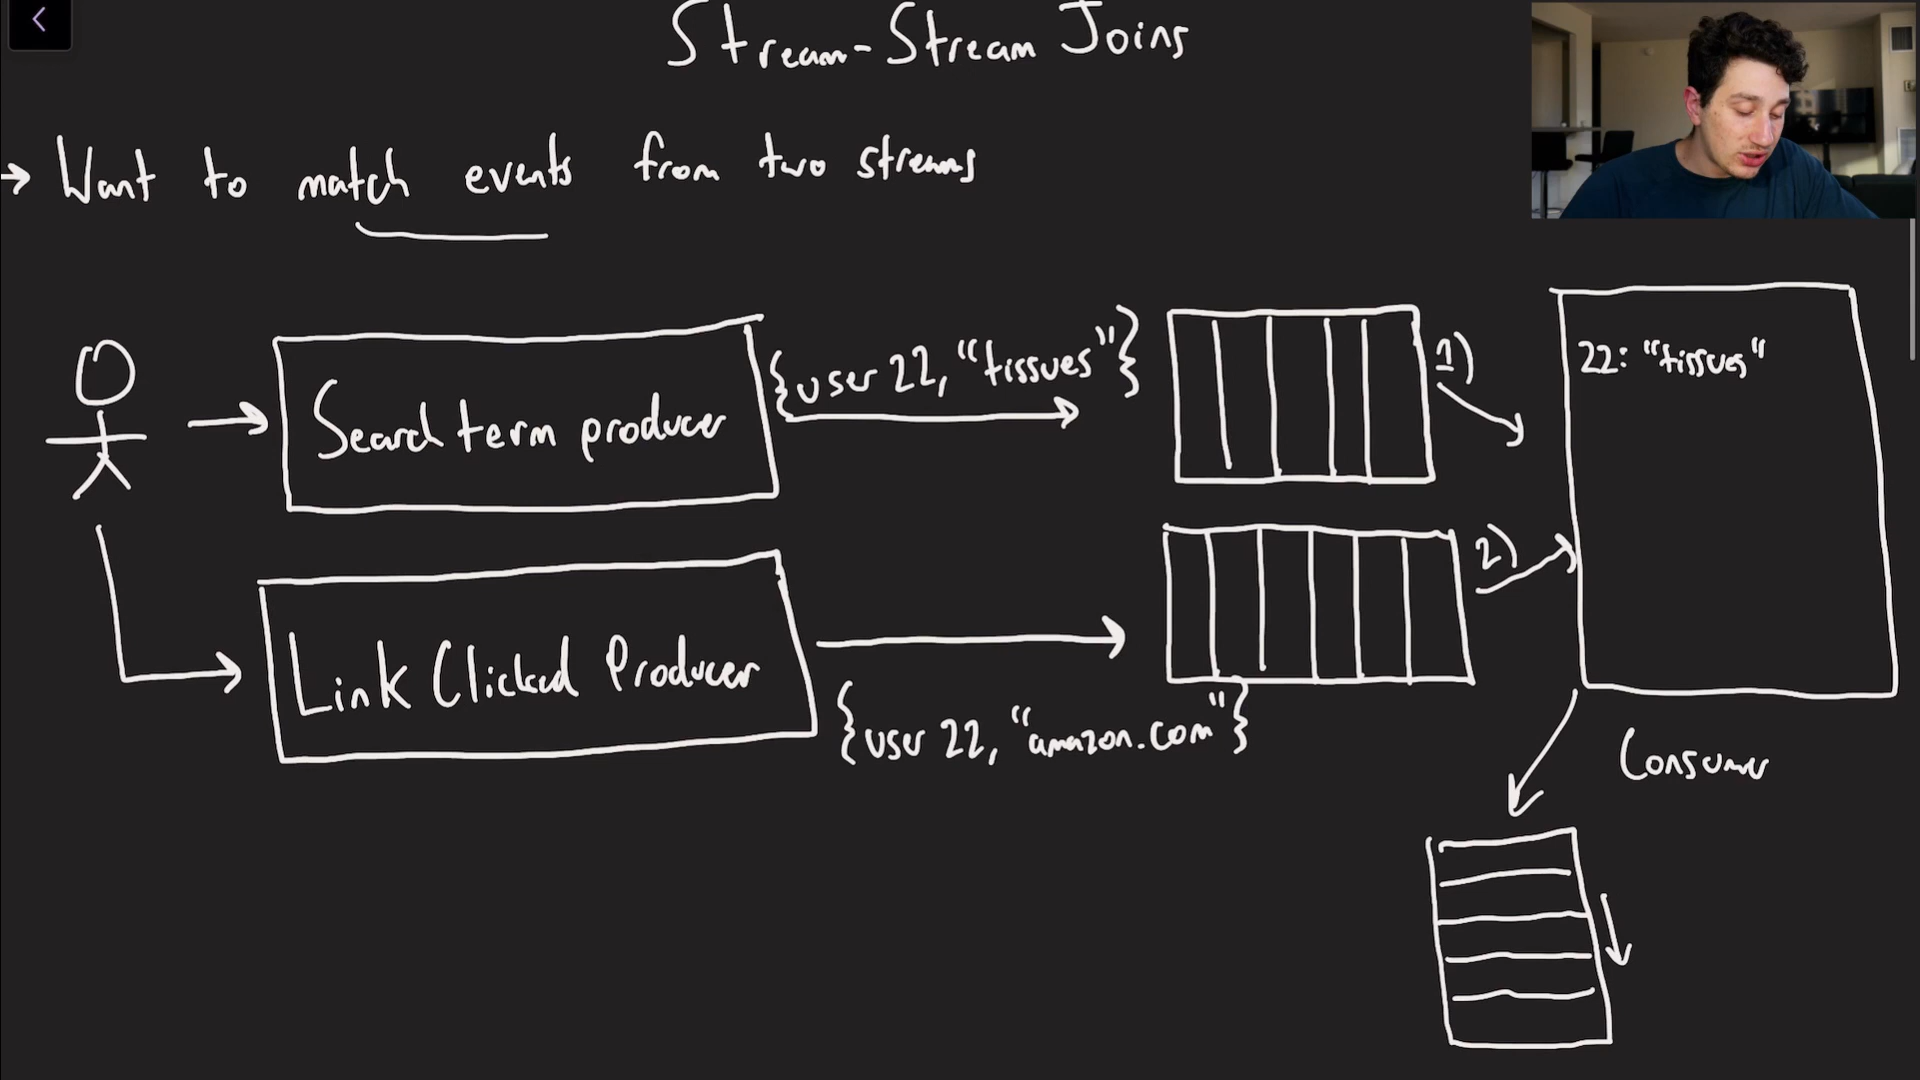 Stream-Stream Joins
→ Want to match events from two streams
{user 22, "tissues"}
1)
22: "tissues"
Search term producer
2)
Link Clicked Producer
{user 22, "amazon.com"}
Consumer